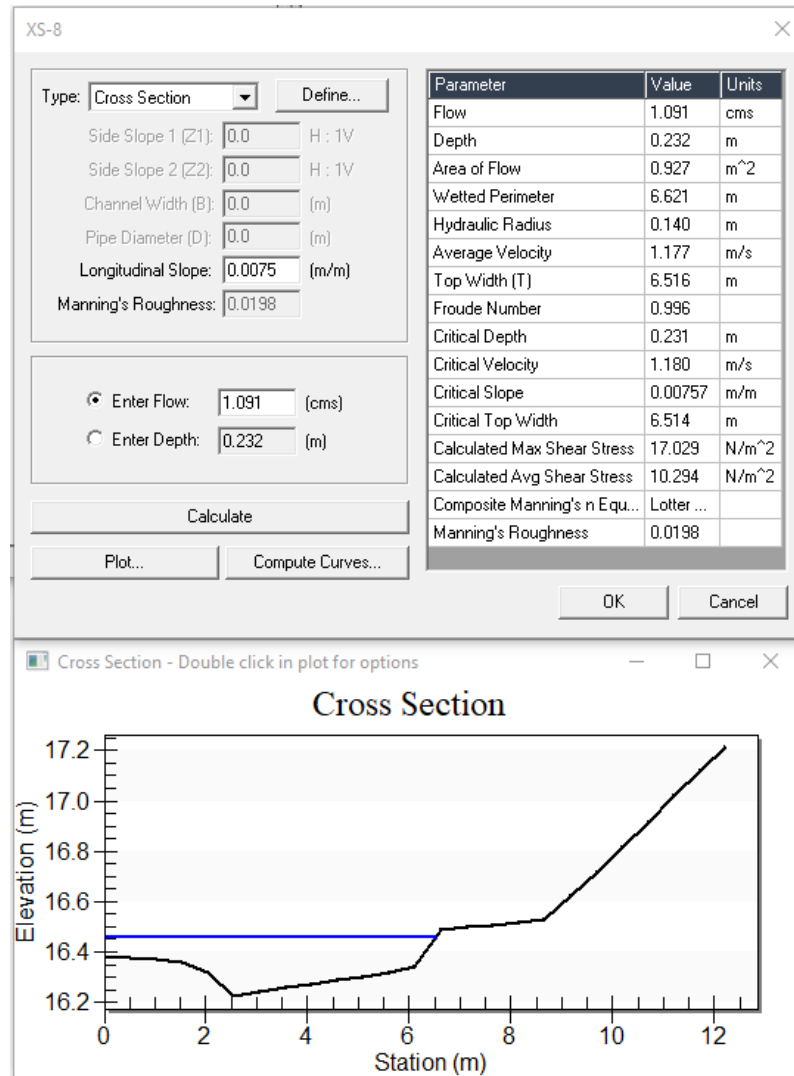 XS-8
Type: Cross Section Define...
Side Slope 1 (Z1): 0.0 H : 1V
Side Slope 2 (Z2): 0.0 H : 1V
Channel Width (B): 0.0 (m)
Pipe Diameter (D): 0.0 (m)
Longitudinal Slope: 0.0075 (m/m)
Manning's Roughness: 0.0198
Enter Flow: 1.091 (cms)
Enter Depth: 0.232 (m)
Calculate
Plot... Compute Curves...
Parameter Value Units
Flow 1.091 cms
Depth 0.232 m
Area of Flow 0.927 m^2
Wetted Perimeter 6.621 m
Hydraulic Radius 0.140 m
Average Velocity 1.177 m/s
Top Width (T) 6.516 m
Froude Number 0.996
Critical Depth 0.231 m
Critical Velocity 1.180 m/s
Critical Slope 0.00757 m/m
Critical Top Width 6.514 m
Calculated Max Shear Stress 17.029 N/m^2
Calculated Avg Shear Stress 10.294 N/m^2
Composite Manning's n Equ... Lotter ...
Manning's Roughness 0.0198
OK Cancel
Cross Section - Double click in plot for options
Cross Section
Elevation (m)
17.2
17.0
16.8
16.6
16.4
16.2
0 2 4 6 8 10 12
Station (m)